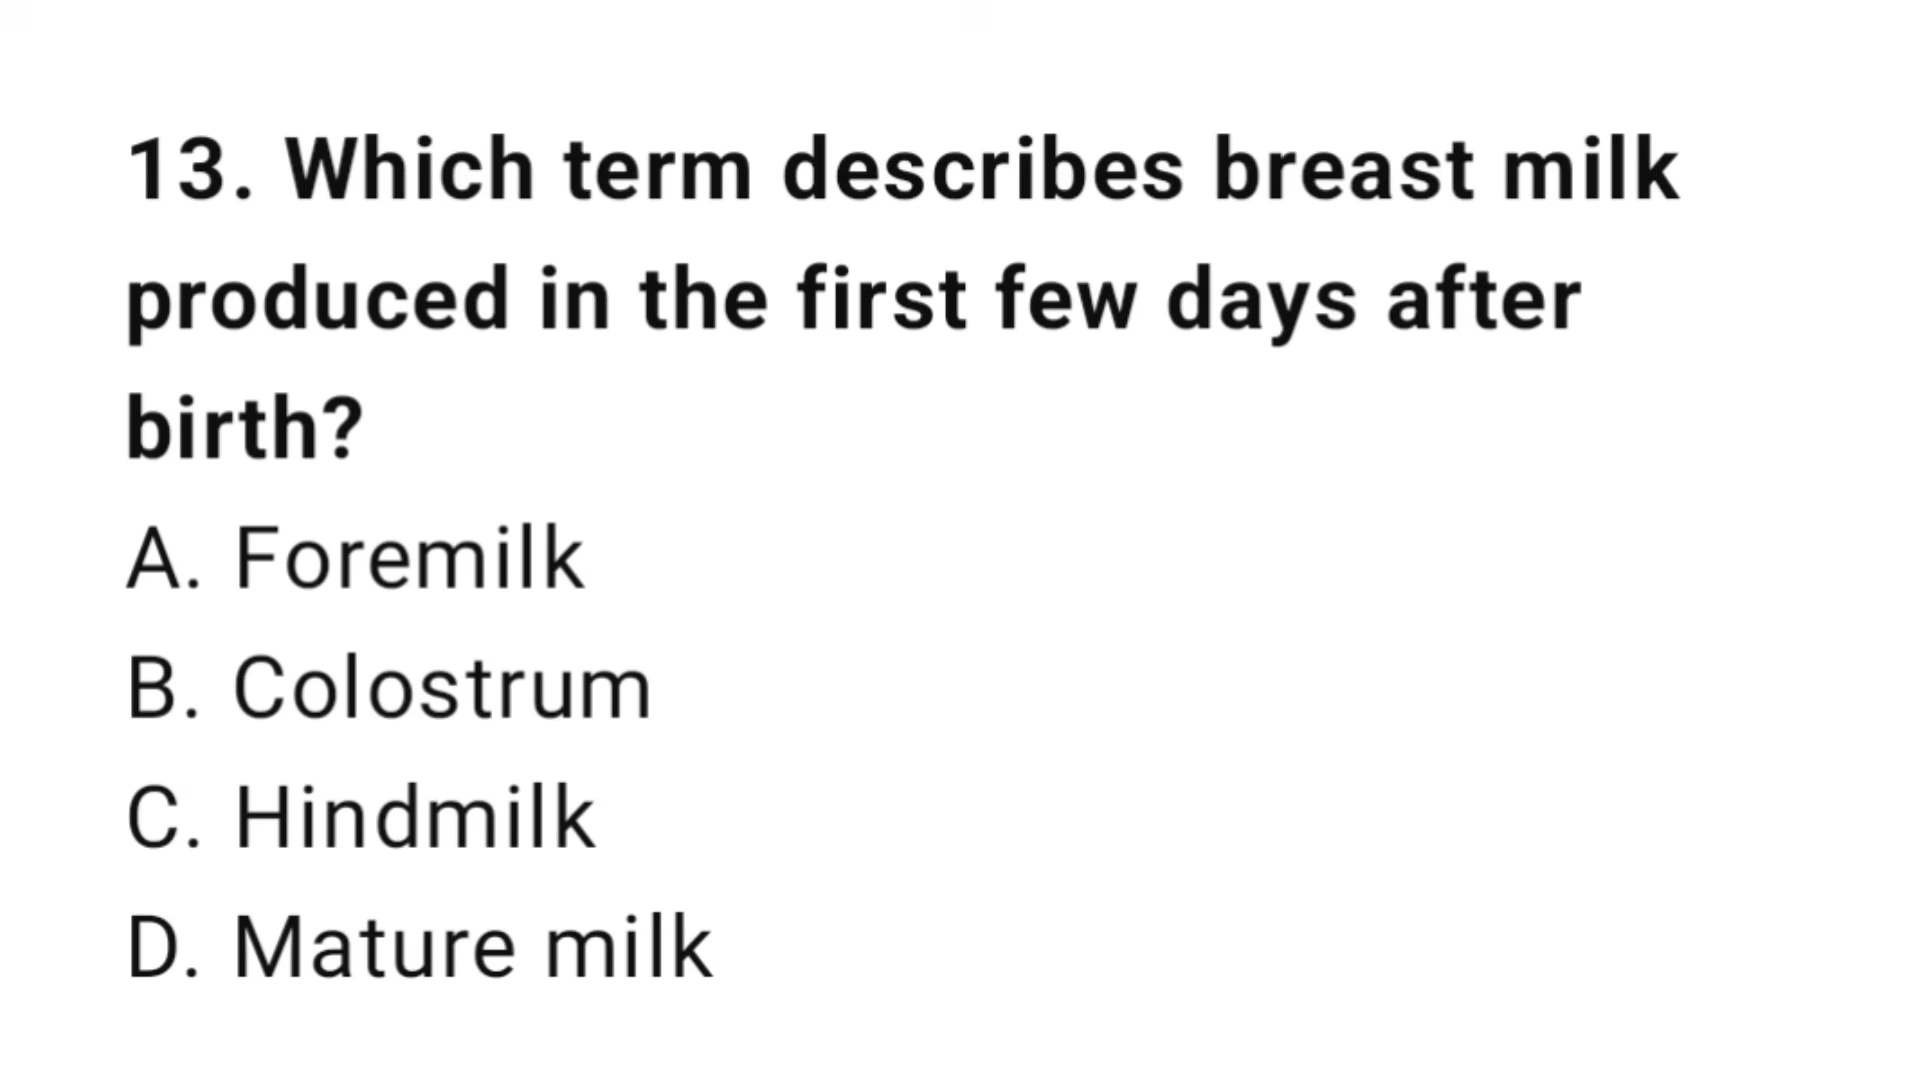 13. Which term describes breast milk
produced in the first few days after
birth?
A. Foremilk
B. Colostrum
C. Hindmilk
D. Mature milk